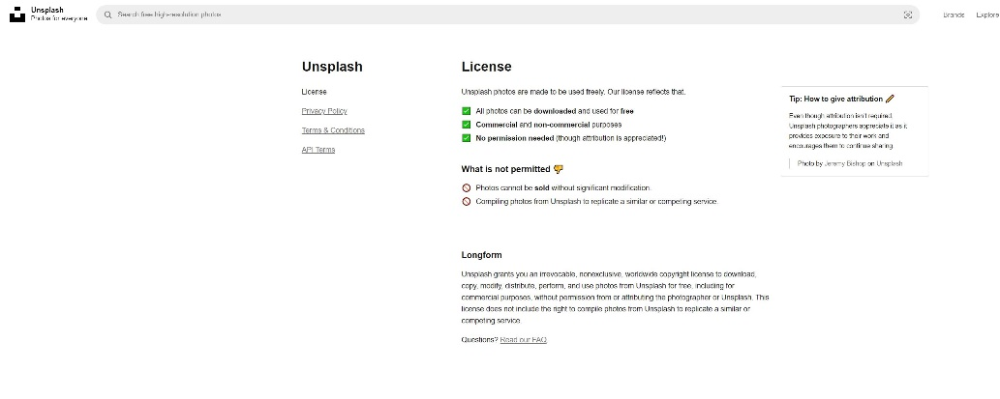 Unsplash
Photos for everyone
Search free high-resolution photos
Brands
Explore
Unsplash
License
Privacy Policy
Terms & Conditions
API Terms
License
Unsplash photos are made to be used freely. Our license reflects that.
All photos can be downloaded and used for free
Commercial and non-commercial purposes
No permission needed (though attribution is appreciated!)
What is not permitted
Photos cannot be sold without significant modification.
Compiling photos from Unsplash to replicate a similar or competing service.
Longform
Unsplash grants you an irrevocable, nonexclusive, worldwide copyright license to download,
copy, modify, distribute, perform, and use photos from Unsplash for free, including for
commercial purposes, without permission from or attributing the photographer or Unsplash. This
license does not include the right to compile photos from Unsplash to replicate a similar or
competing service.
Questions? Read our FAQ.
Tip: How to give attribution
Even though attribution isn't required,
Unsplash photographers appreciate it as it
provides exposure to their work and
encourages them to continue sharing.
Photo by Jeremy Bishop on Unsplash